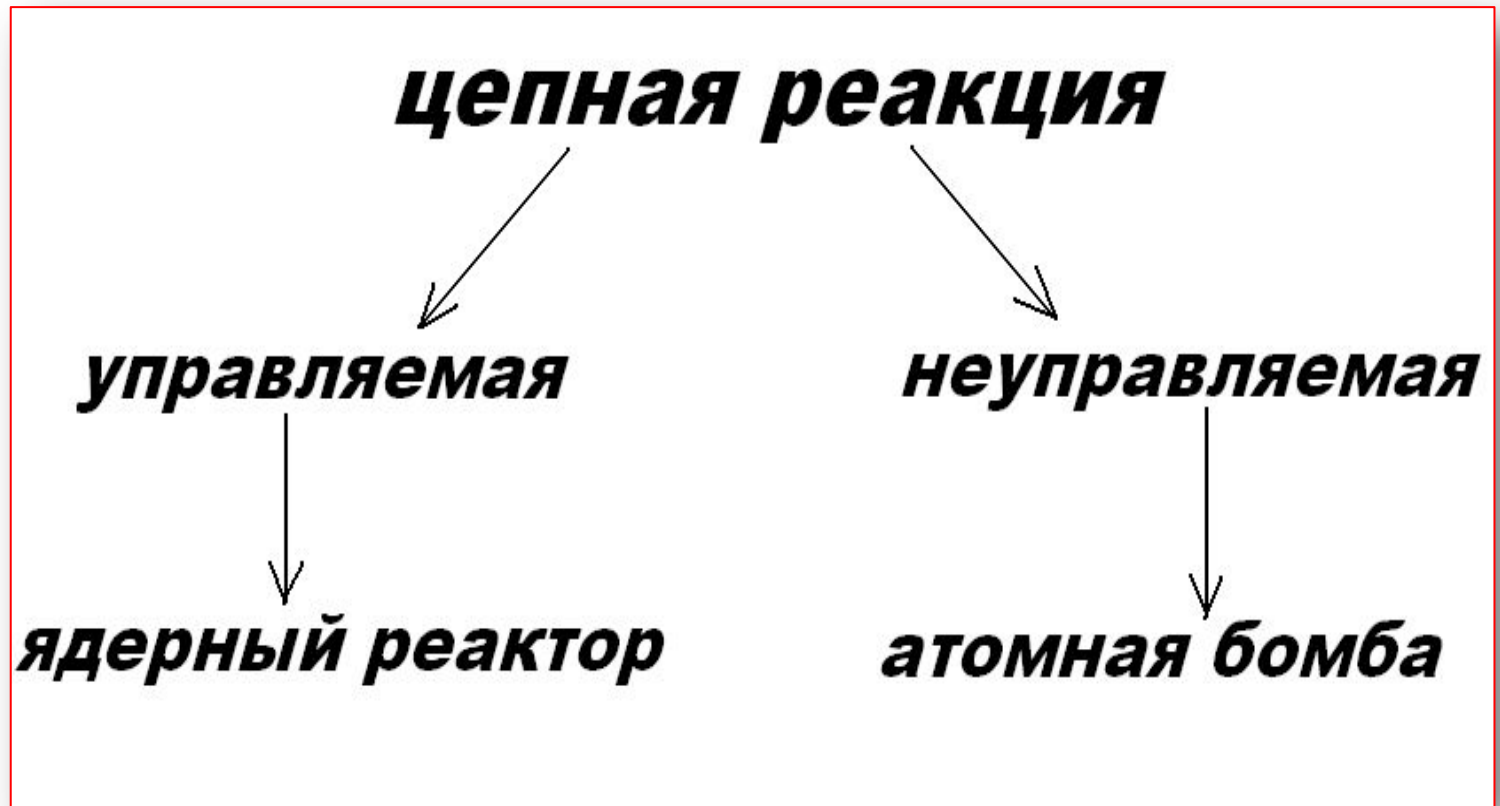 цепная реакция
управляемая
неуправляемая
ядерный реактор
атомная бомба